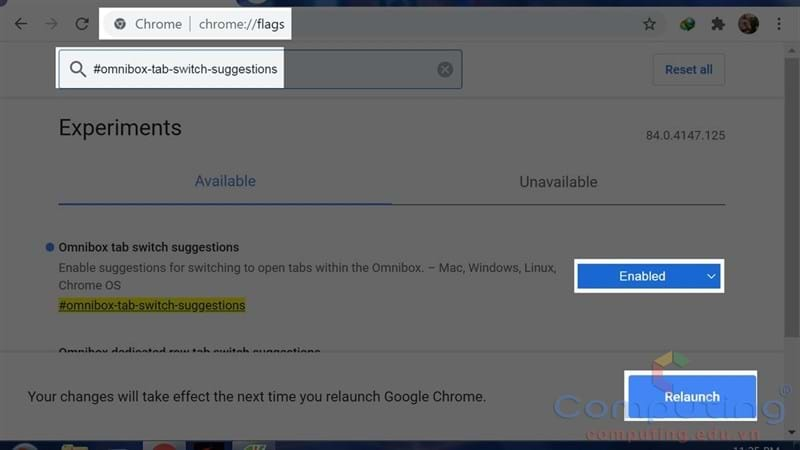 Chrome | chrome://flags
#omnibox-tab-switch-suggestions
Reset all
Experiments
84.0.4147.125
Available
Unavailable
Omnibox tab switch suggestions
Enable suggestions for switching to open tabs within the Omnibox. – Mac, Windows, Linux,
Chrome OS
#omnibox-tab-switch-suggestions
Enabled
Omnibox dedicated row tab switch suggestions
Your changes will take effect the next time you relaunch Google Chrome.
Relaunch
Computing®
computing.edu.vn
11:25 PM